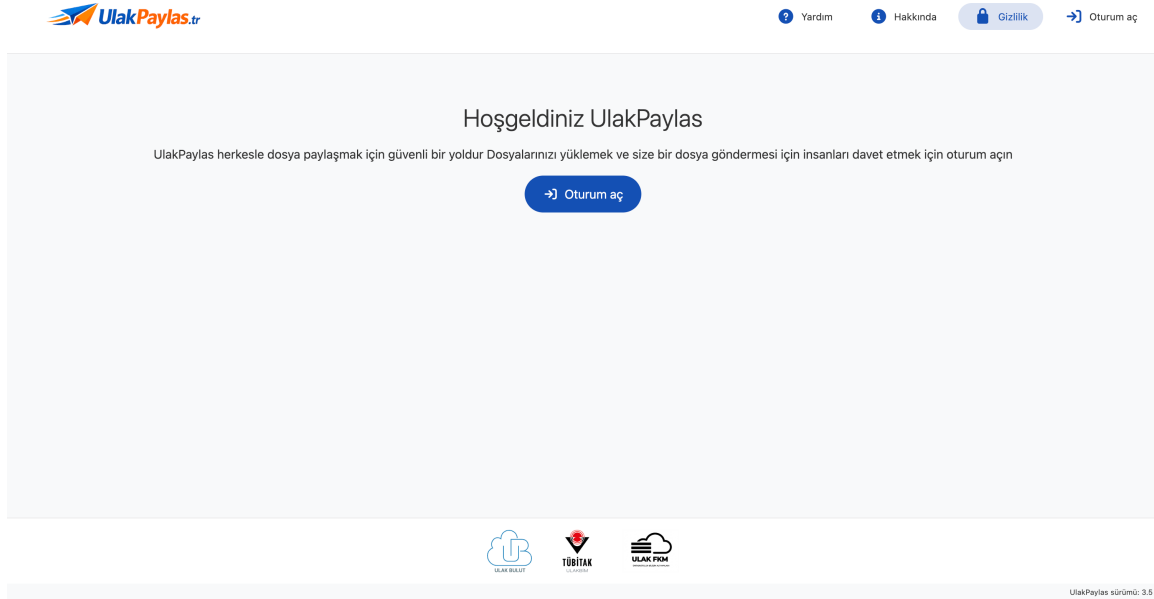 UlakPaylas.tr
Yardım
Hakkında
Gizlilik
Oturum aç
Hoşgeldiniz UlakPaylas
UlakPaylas herkesle dosya paylaşmak için güvenli bir yoldur Dosyalarınızı yüklemek ve size bir dosya göndermesi için insanları davet etmek için oturum açın
Oturum aç
ULAK BULUT
TÜBİTAK
ULAKBİM
ULAK FKM
UlakPaylas sürümü: 3.5